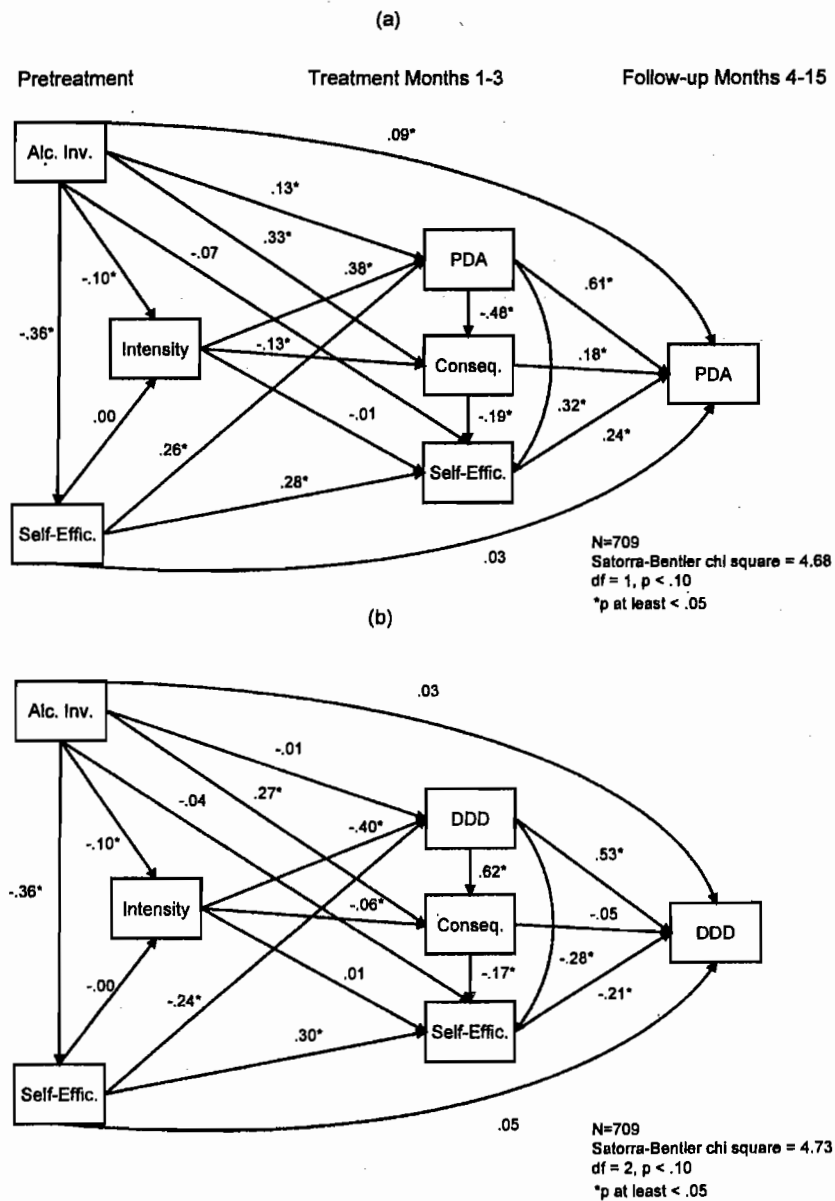 (a)
Pretreatment Treatment Months 1-3 Follow-up Months 4-15
.09*
Alc. Inv.
.13*
.33*
-.07
PDA
.38*
.61*
-.10*
-.48*
-.36*
Intensity
-.13*
Conseq.
.18*
PDA
.00
-.01
-.19*
.32*
.26*
.24*
.28*
Self-Effic.
Self-Effic.
.03
N=709
Satorra-Bentler chi square = 4.68
df = 1, p < .10
*p at least < .05
(b)
.03
Alc. Inv.
-.01
-.04
.27*
DDD
-.40*
-.10*
.53*
.62*
-.36*
Intensity
-.06*
Conseq.
-.05
DDD
-.00
.01
-.17*
-.28*
-.24*
-.21*
.30*
Self-Effic.
Self-Effic.
.05
N=709
Satorra-Bentler chi square = 4.73
df = 2, p < .10
*p at least < .05